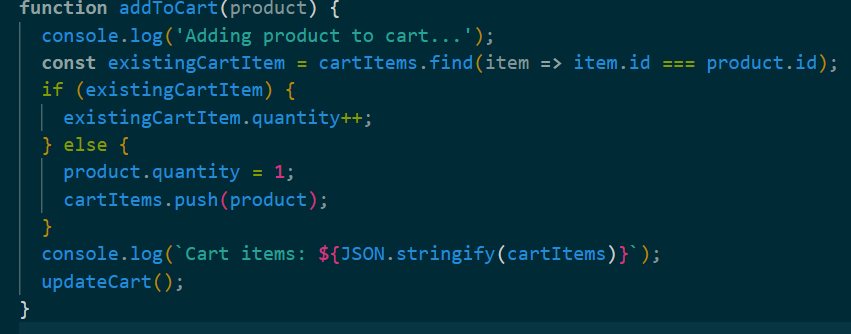 function addToCart(product) {
console.log('Adding product to cart...');
const existingCartItem = cartItems.find(item => item.id === product.id);
if (existingCartItem) {
existingCartItem.quantity++;
} else {
product.quantity = 1;
cartItems.push(product);
}
console.log(`Cart items: ${JSON.stringify(cartItems)}`);
updateCart();
}